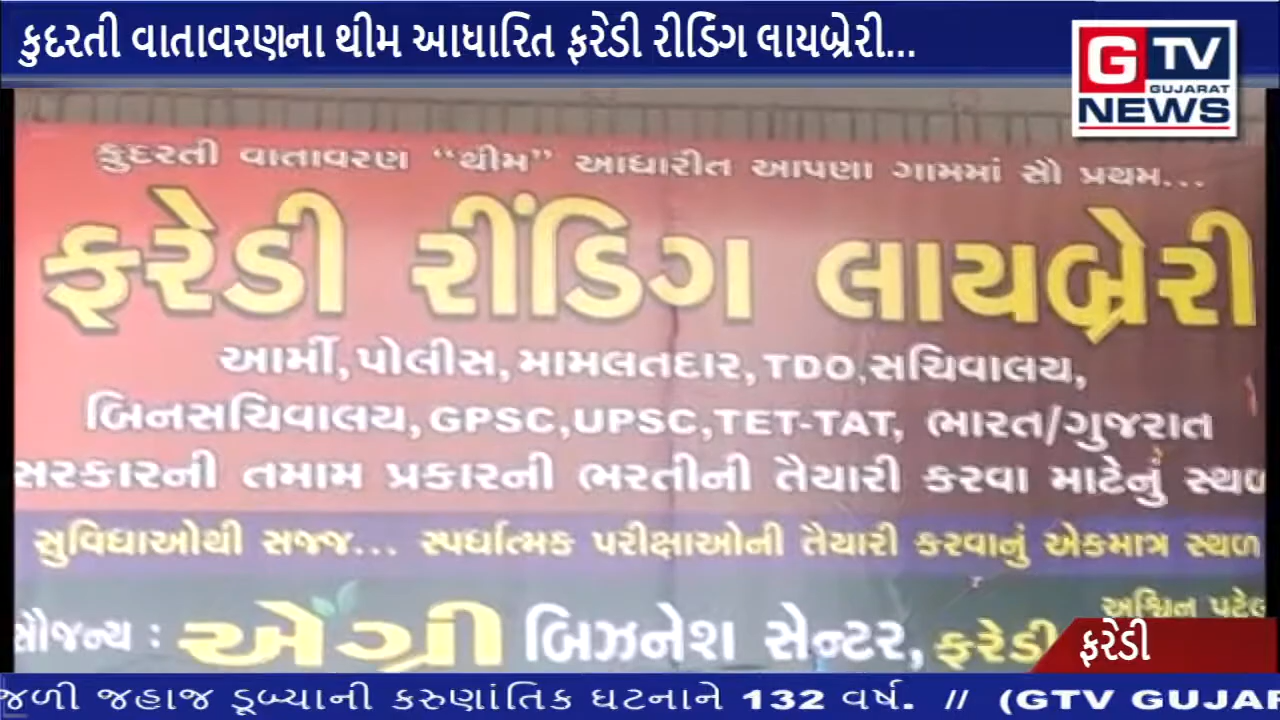 કુદરતી વાતાવરણના થીમ આધારિત ફરેડી રીડિંગ લાયબ્રેરી...
GTV
GUJARAT
NEWS
કુદરતી વાતાવરણ “થીમ” આધારીત આપણા ગામમાં સૌ પ્રથમ...
ફરેડી રીંડિગ લાયબ્રેરી
આર્મી,પોલીસ,મામલતદાર,TDO,સચિવાલય,
બિનસચિવાલય,GPSC,UPSC,TET-TAT, ભારત/ગુજરાત
સરકારની તમામ પ્રકારની ભરતીની તૈયારી કરવા માટેનું સ્થળ
સુવિધાઓથી સજ્જ... સ્પર્ધાત્મક પરીક્ષાઓની તૈયારી કરવાનું એકમાત્ર સ્થળ
અશ્વિન પટેલ
સૌજન્ય : એગ્રી બિઝનેશ સેન્ટર, ફરેડી
ફરેડી
જળી જહાજ ડૂબ્યાની કરુણાંતિક ઘટનાને 132 વર્ષ. // (GTV GUJAR